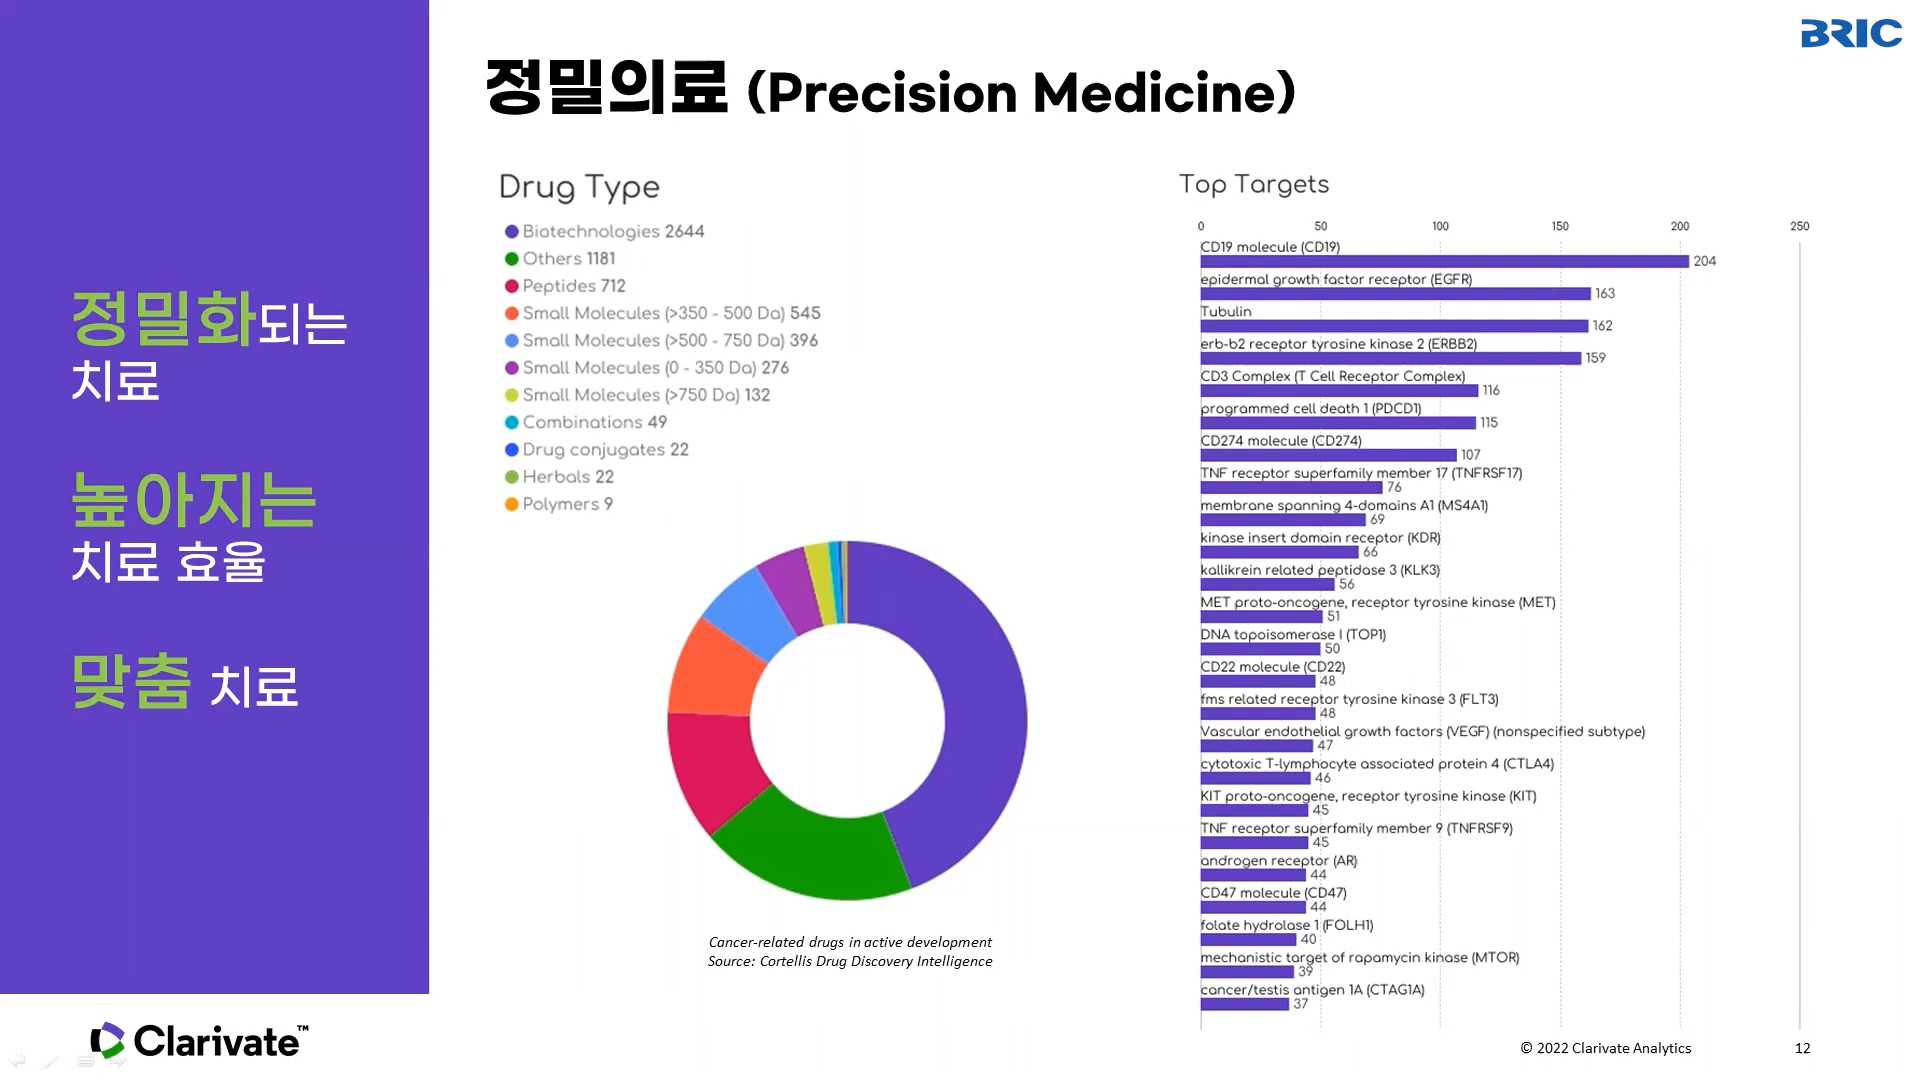 BRIC
정밀의료 (Precision Medicine)
정밀화되는
치료
높아지는
치료 효율
맞춤 치료
Drug Type
Biotechnologies 2644
Others 1181
Peptides 712
Small Molecules (>350 - 500 Da) 545
Small Molecules (>500 - 750 Da) 396
Small Molecules (0 - 350 Da) 276
Small Molecules (>750 Da) 132
Combinations 49
Drug conjugates 22
Herbals 22
Polymers 9
Cancer-related drugs in active development
Source: Cortellis Drug Discovery Intelligence
Top Targets
0 50 100 150 200 250
CD19 molecule (CD19)
204
epidermal growth factor receptor (EGFR)
163
Tubulin
162
erb-b2 receptor tyrosine kinase 2 (ERBB2)
159
CD3 Complex (T Cell Receptor Complex)
116
programmed cell death 1 (PDCD1)
115
CD274 molecule (CD274)
107
TNF receptor superfamily member 17 (TNFRSF17)
76
membrane spanning 4-domains A1 (MS4A1)
69
kinase insert domain receptor (KDR)
66
kallikrein related peptidase 3 (KLK3)
56
MET proto-oncogene, receptor tyrosine kinase (MET)
51
DNA topoisomerase I (TOP1)
50
CD22 molecule (CD22)
48
fms related receptor tyrosine kinase 3 (FLT3)
48
Vascular endothelial growth factors (VEGF) (nonspecified subtype)
47
cytotoxic T-lymphocyte associated protein 4 (CTLA4)
46
KIT proto-oncogene, receptor tyrosine kinase (KIT)
45
TNF receptor superfamily member 9 (TNFRSF9)
45
androgen receptor (AR)
44
CD47 molecule (CD47)
44
folate hydrolase 1 (FOLH1)
40
mechanistic target of rapamycin kinase (MTOR)
39
cancer/testis antigen 1A (CTAG1A)
37
Clarivate™
© 2022 Clarivate Analytics
12